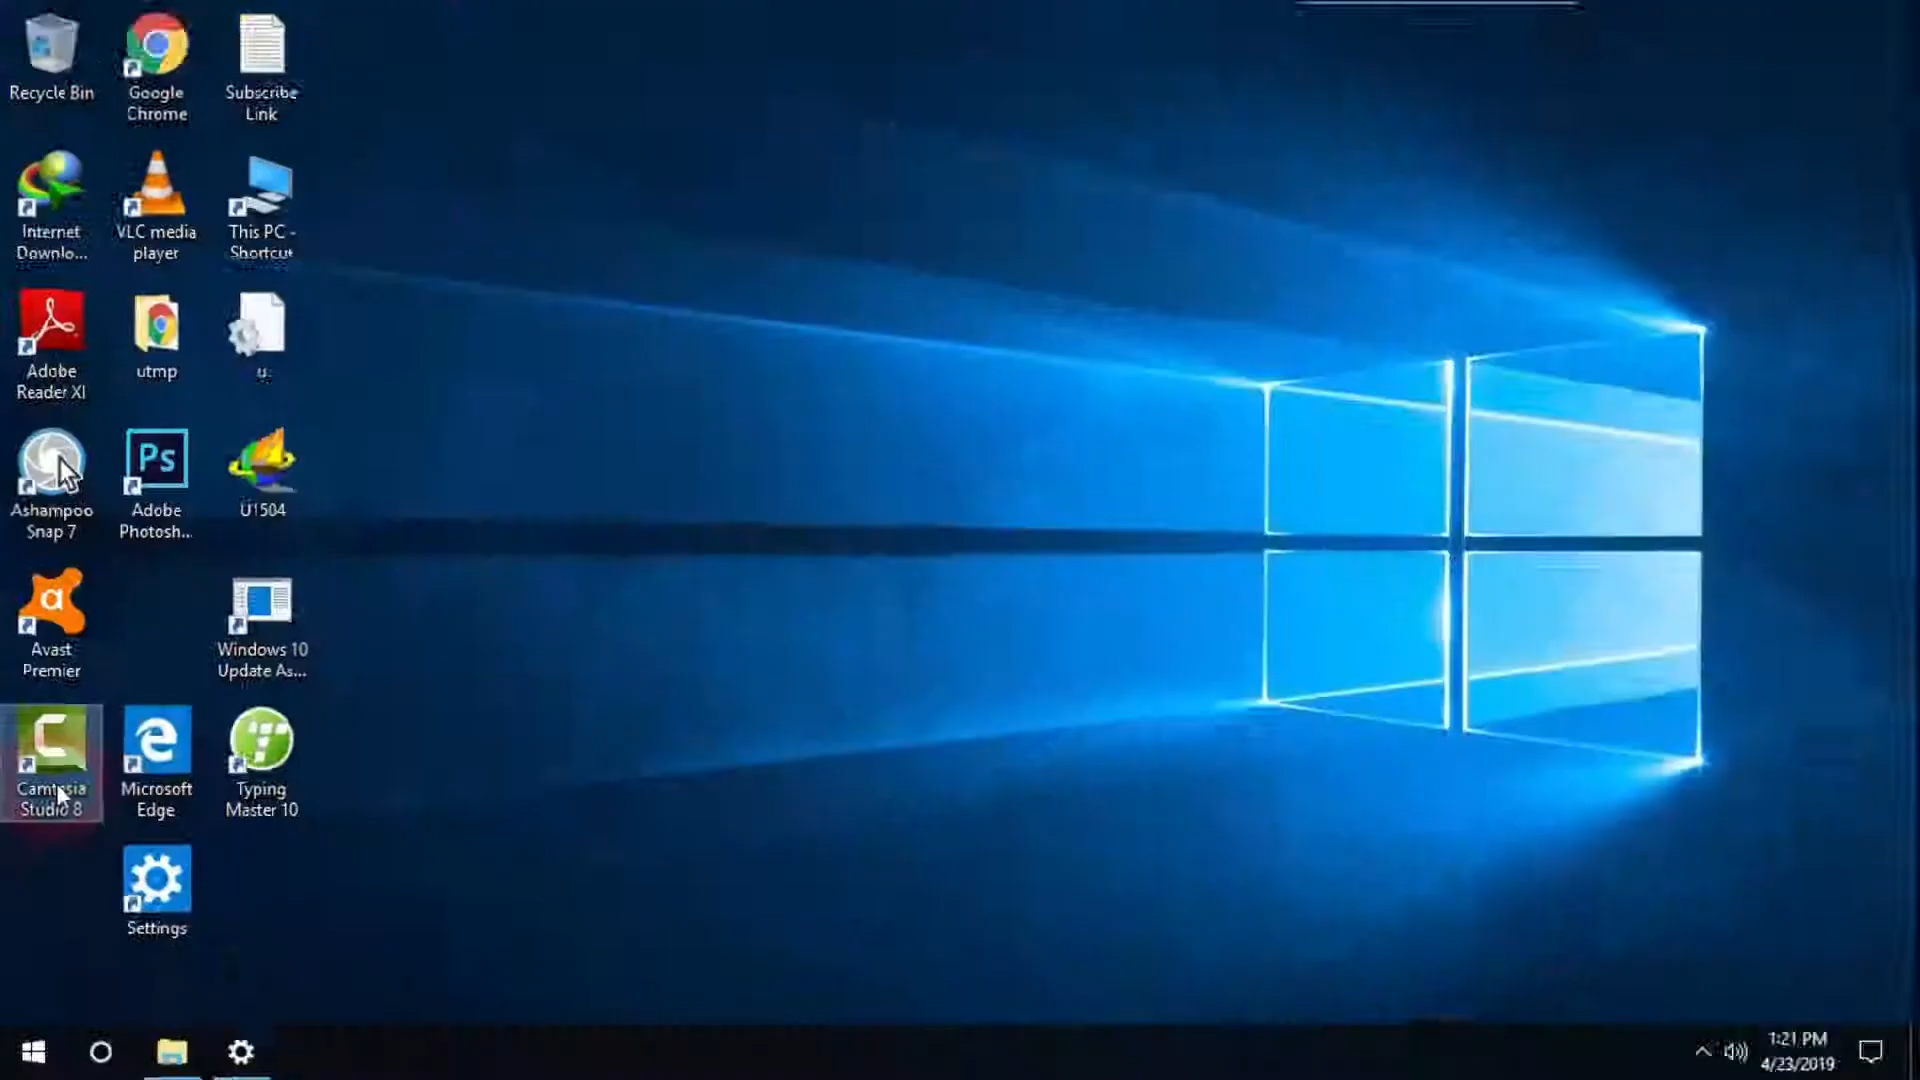 Recycle Bin
Google
Chrome
Subscribe
Link
Internet
Downlo...
VLC media
player
This PC -
Shortcut
Adobe
Reader XI
utmp
u.
Ashampoo
Snap 7
Ps
Adobe
Photosh...
U1504
Avast
Premier
Windows 10
Update As...
Camtasia
Studio 8
Microsoft
Edge
Typing
Master 10
Settings
1:21 PM
4/23/2019